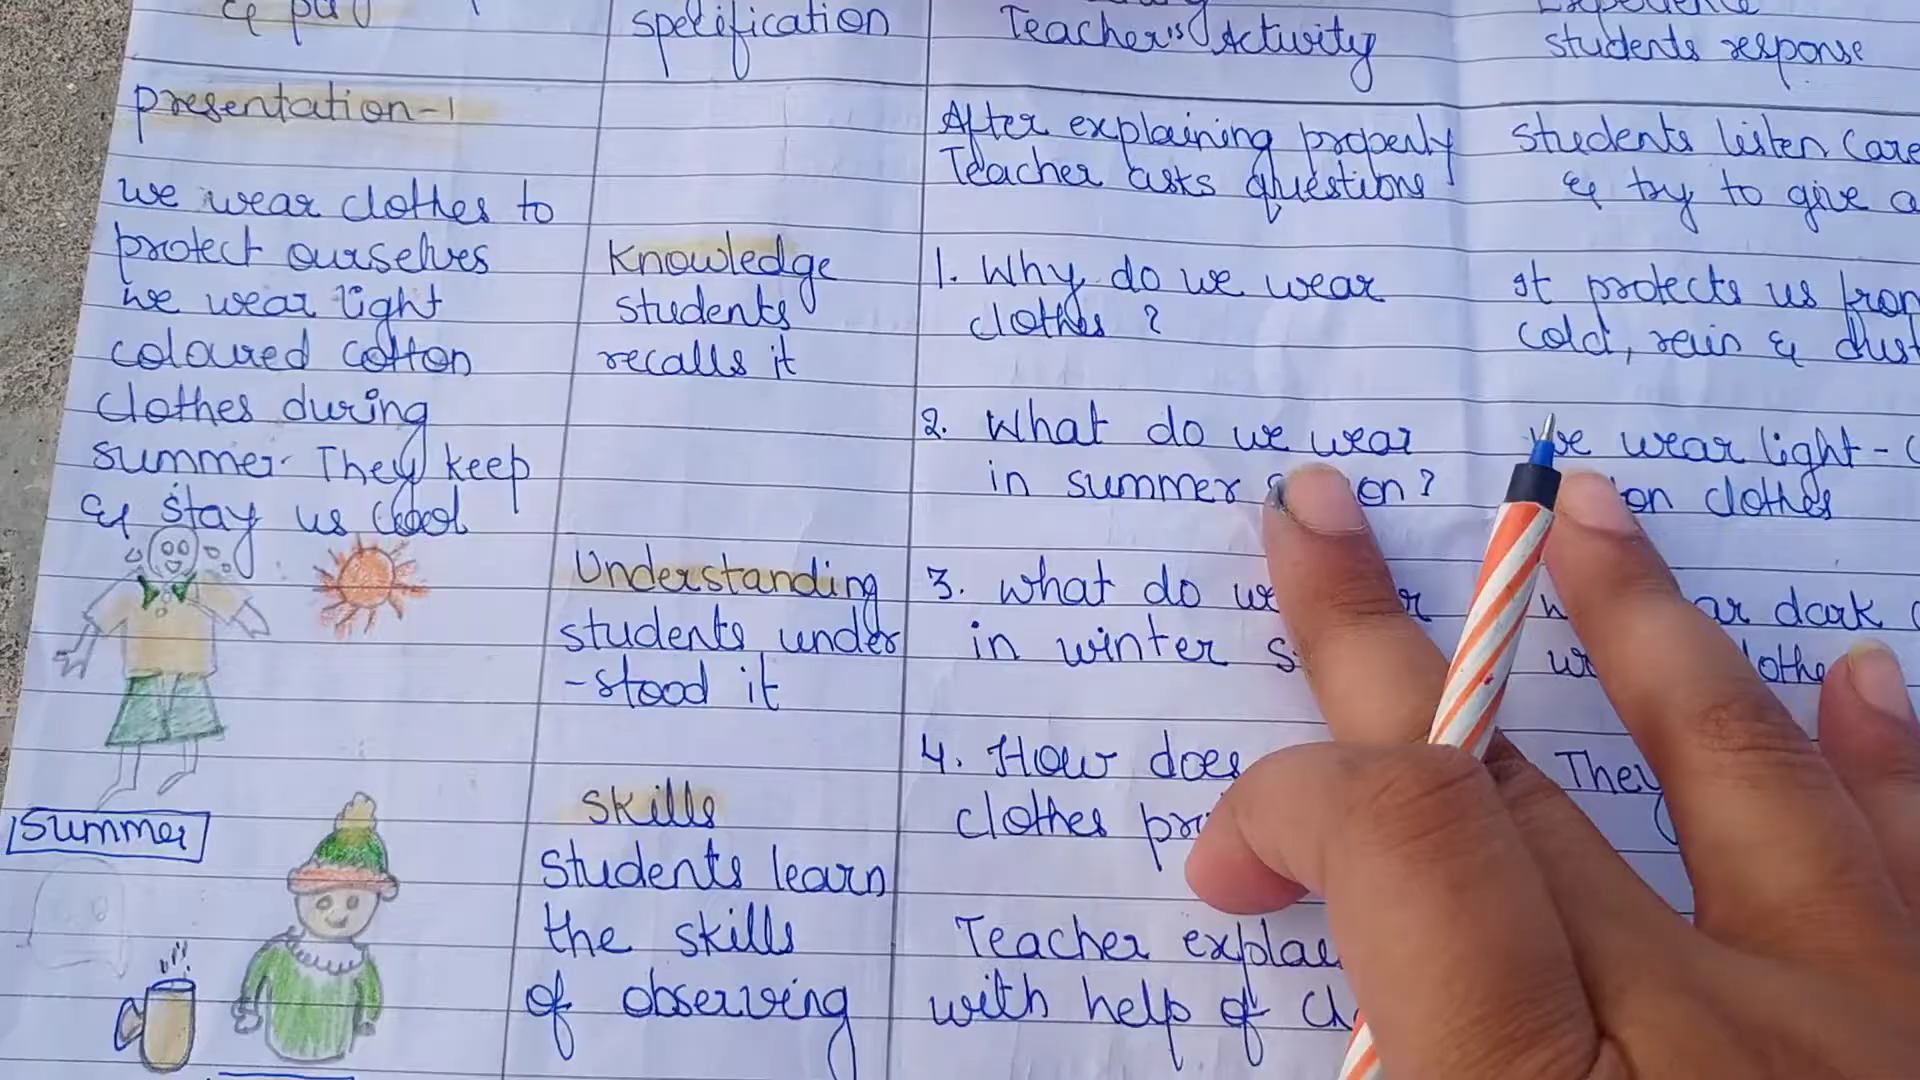 specification
Teacher's Activity
students response
presentation-1
we wear clothes to
protect ourselves
we wear light
coloured cotton
clothes during
summer. They keep
& stay us cool
Summer
Knowledge
students
recalls it
Understanding
students under
-stood it
Skills
Students learn
the skills
of observing
After explaining properly
Teacher asks questions
1. Why do we wear
clothes ?
2. What do we wear
in summer
3. what do we
in winter
4. How does
clothes
Teacher
with help of
Students listen
& try to give
It protects us from
cold, rain & dust
We wear light-
clothes
dark
They